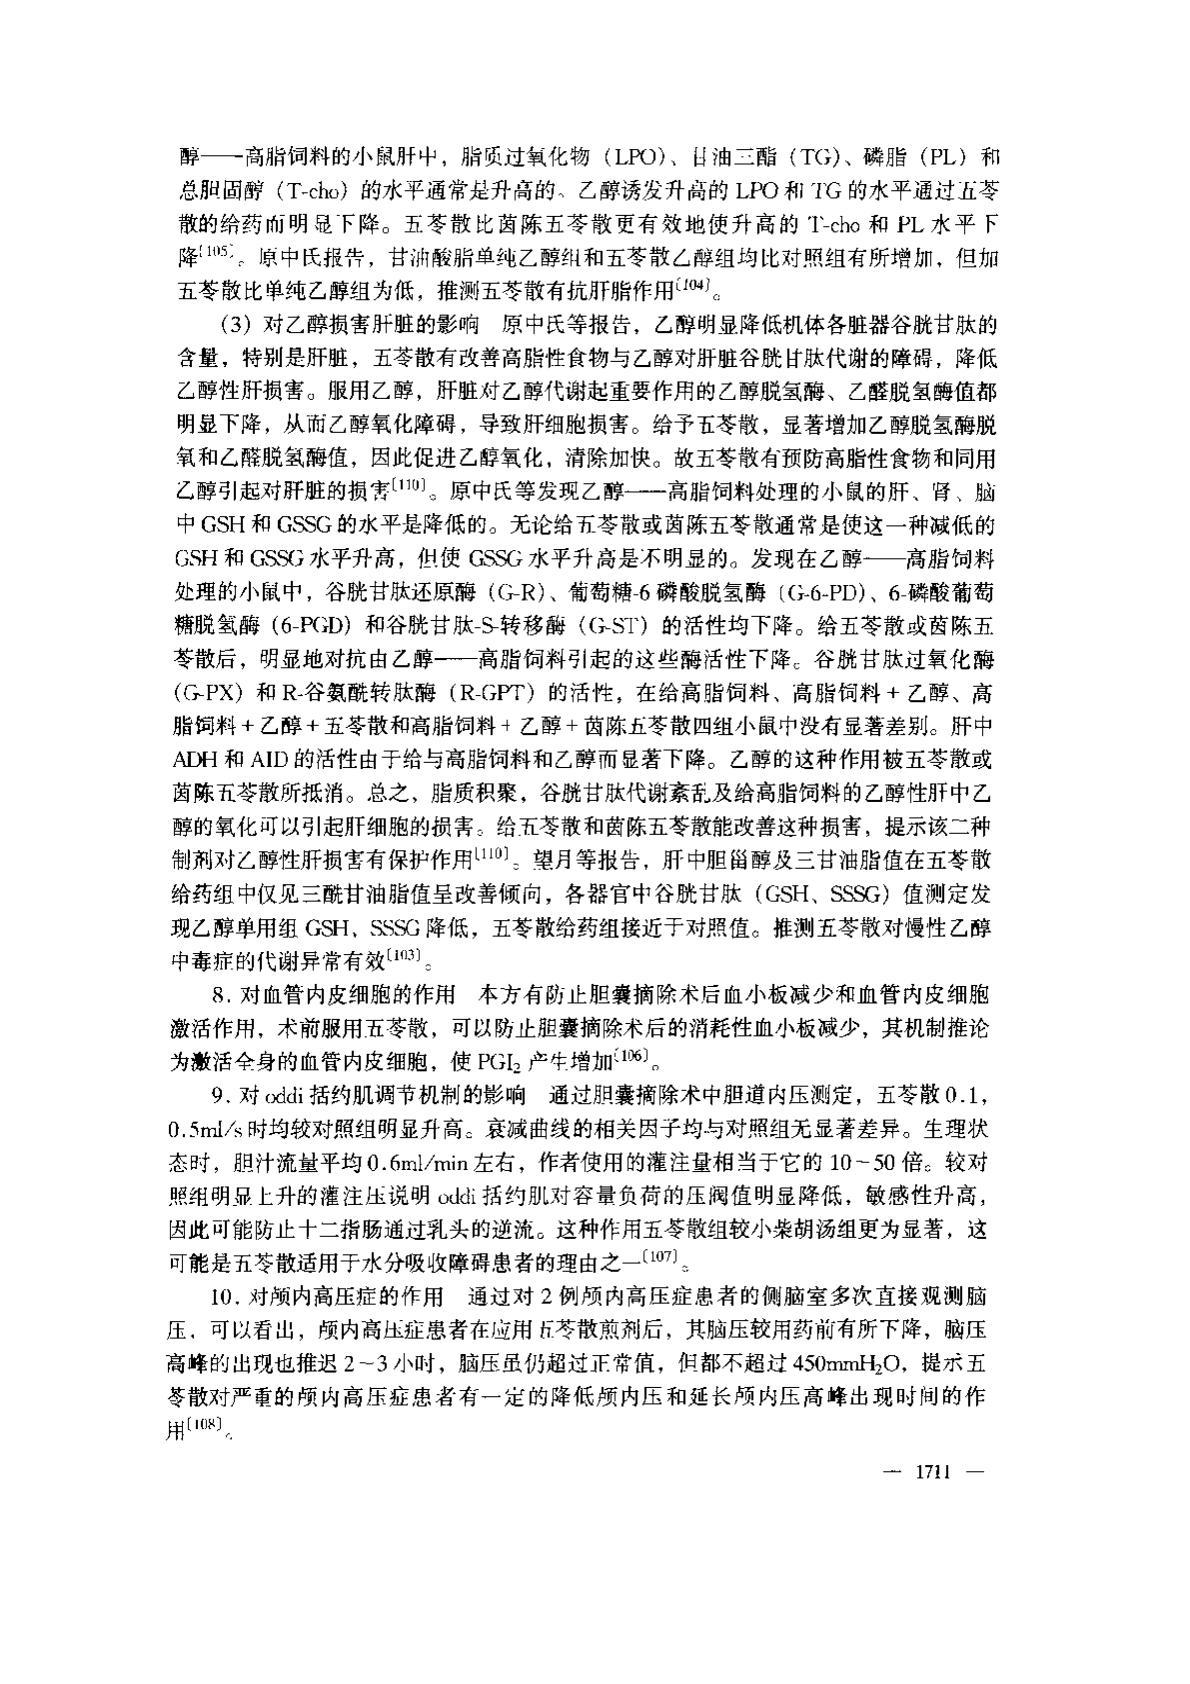 醇——高脂饲料的小鼠肝中，脂质过氧化物（LPO）、甘油三酯（TG）、磷脂（PL）和
总胆固醇（T-cho）的水平通常是升高的。乙醇诱发升高的 LPO 和 TG 的水平通过五苓
散的给药而明显下降。五苓散比茵陈五苓散更有效地使升高的 T-cho 和 PL 水平下
降〔105〕。原中氏报告，甘油酸脂单纯乙醇组和五苓散乙醇组均比对照组有所增加，但加
五苓散比单纯乙醇组为低，推测五苓散有抗肝脂作用〔104〕。
（3）对乙醇损害肝脏的影响　原中氏等报告，乙醇明显降低机体各脏器谷胱甘肽的
含量，特别是肝脏，五苓散有改善高脂性食物与乙醇对肝脏谷胱甘肽代谢的障碍，降低
乙醇性肝损害。服用乙醇，肝脏对乙醇代谢起重要作用的乙醇脱氢酶、乙醛脱氢酶值都
明显下降，从而乙醇氧化障碍，导致肝细胞损害。给予五苓散，显著增加乙醇脱氢酶脱
氧和乙醛脱氢酶值，因此促进乙醇氧化，清除加快。故五苓散有预防高脂性食物和同用
乙醇引起对肝脏的损害〔110〕。原中氏等发现乙醇——高脂饲料处理的小鼠的肝、肾、脑
中 GSH 和 GSSG 的水平是降低的。无论给五苓散或茵陈五苓散通常是使这一种减低的
GSH 和 GSSG 水平升高，但使 GSSG 水平升高是不明显的。发现在乙醇——高脂饲料
处理的小鼠中，谷胱甘肽还原酶（G-R）、葡萄糖-6 磷酸脱氢酶（G-6-PD）、6-磷酸葡萄
糖脱氢酶（6-PGD）和谷胱甘肽-S-转移酶（G-ST）的活性均下降。给五苓散或茵陈五
苓散后，明显地对抗由乙醇——高脂饲料引起的这些酶活性下降。谷胱甘肽过氧化酶
（G-PX）和 R-谷氨酰转肽酶（R-GPT）的活性，在给高脂饲料、高脂饲料＋乙醇、高
脂饲料＋乙醇＋五苓散和高脂饲料＋乙醇＋茵陈五苓散四组小鼠中没有显著差别。肝中
ADH 和 AID 的活性由于给与高脂饲料和乙醇而显著下降。乙醇的这种作用被五苓散或
茵陈五苓散所抵消。总之，脂质积聚，谷胱甘肽代谢紊乱及给高脂饲料的乙醇性肝中乙
醇的氧化可以引起肝细胞的损害。给五苓散和茵陈五苓散能改善这种损害，提示该二种
制剂对乙醇性肝损害有保护作用〔110〕。望月等报告，肝中胆甾醇及三甘油脂值在五苓散
给药组中仅见三酰甘油脂值呈改善倾向，各器官中谷胱甘肽（GSH、SSSG）值测定发
现乙醇单用组 GSH、SSSG 降低，五苓散给药组接近于对照值。推测五苓散对慢性乙醇
中毒症的代谢异常有效〔103〕。
8. 对血管内皮细胞的作用　本方有防止胆囊摘除术后血小板减少和血管内皮细胞
激活作用，术前服用五苓散，可以防止胆囊摘除术后的消耗性血小板减少，其机制推论
为激活全身的血管内皮细胞，使 PGI₂ 产生增加〔106〕。
9. 对 oddi 括约肌调节机制的影响　通过胆囊摘除术中胆道内压测定，五苓散 0.1，
0.5ml/s 时均较对照组明显升高。衰减曲线的相关因子均与对照组无显著差异。生理状
态时，胆汁流量平均 0.6ml/min 左右，作者使用的灌注量相当于它的 10～50 倍。较对
照组明显上升的灌注压说明 oddi 括约肌对容量负荷的压阀值明显降低，敏感性升高，
因此可能防止十二指肠通过乳头的逆流。这种作用五苓散组较小柴胡汤组更为显著，这
可能是五苓散适用于水分吸收障碍患者的理由之一〔107〕。
10. 对颅内高压症的作用　通过对 2 例颅内高压症患者的侧脑室多次直接观测脑
压，可以看出，颅内高压症患者在应用五苓散煎剂后，其脑压较用药前有所下降，脑压
高峰的出现也推迟 2～3 小时，脑压虽仍超过正常值，但都不超过 450mmH₂O，提示五
苓散对严重的颅内高压症患者有一定的降低颅内压和延长颅内压高峰出现时间的作
用〔108〕。
— 1711 —